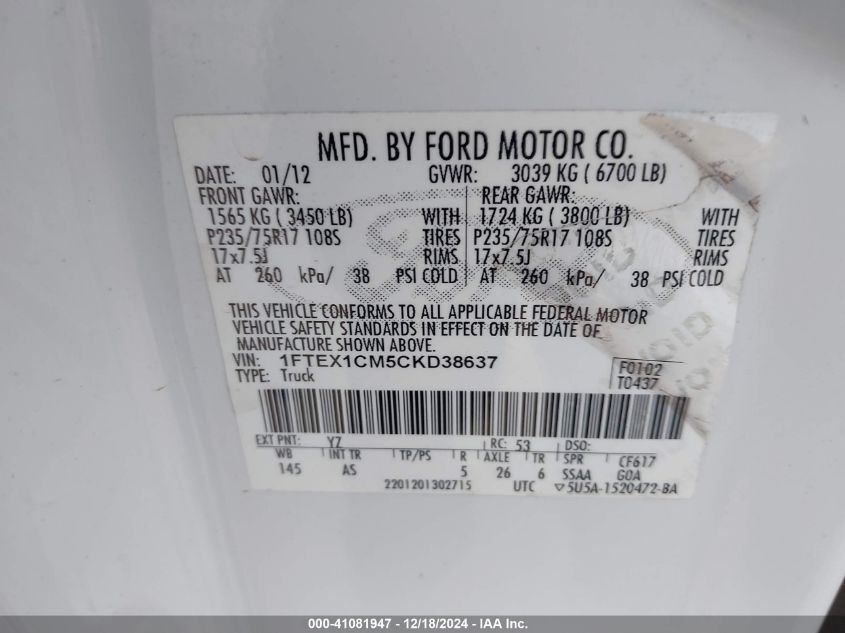 MFD. BY FORD MOTOR CO.
DATE: 01/12 GVWR: 3039 KG ( 6700 LB)
FRONT GAWR: REAR GAWR:
1565 KG ( 3450 LB) WITH 1724 KG ( 3800 LB) WITH
P235/75R17 108S TIRES P235/75R17 108S TIRES
17x7.5J RIMS 17x7.5J RIMS
AT 260 kPa/ 38 PSI COLD AT 260 kPa/ 38 PSI COLD
THIS VEHICLE CONFORMS TO ALL APPLICABLE FEDERAL MOTOR
VEHICLE SAFETY STANDARDS IN EFFECT ON THE DATE OF
MANUFACTURE SHOWN ABOVE.
VIN: 1FTEX1CM5CKD38637 F0102
TYPE: Truck T0437
EXT PNT: YZ RC: 53 DSO:
WB INT TR TP/PS R AXLE TR SPR CF617
145 AS 5 26 6 SSAA GOA
2201201302715 UTC ▽5U5A-1520472-BA
000-41081947 - 12/18/2024 - IAA Inc.